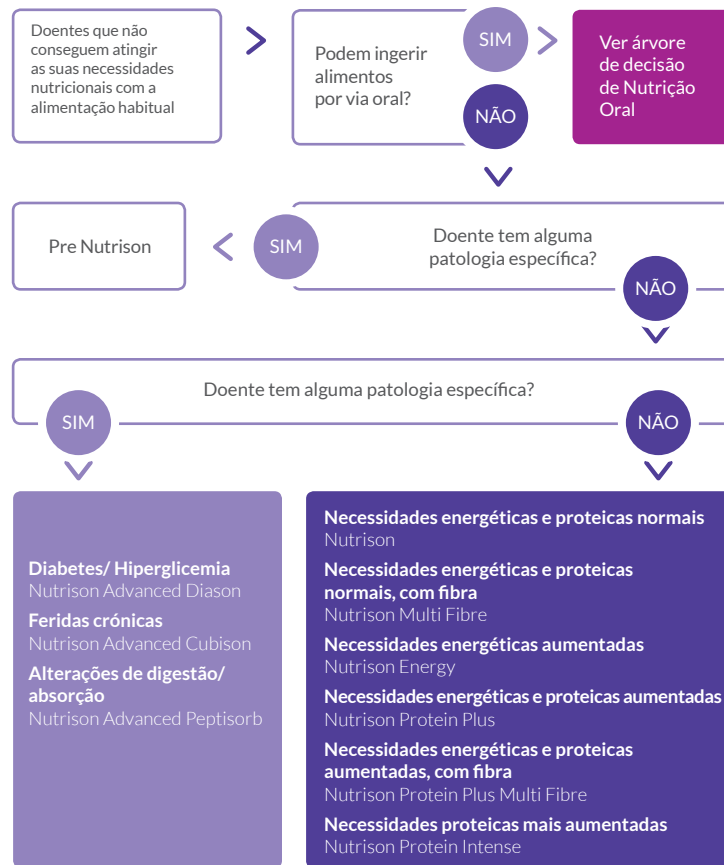 Doentes que não
conseguem atingir
as suas necessidades
nutricionais com a
alimentação habitual
Podem ingerir
alimentos
por via oral?
SIM
NÃO
Ver árvore
de decisão
de Nutrição
Oral
Pre Nutrison
SIM
Doente tem alguma
patologia específica?
NÃO
Doente tem alguma patologia específica?
SIM
NÃO
Diabetes/ Hiperglicemia
Nutrison Advanced Diason
Feridas crónicas
Nutrison Advanced Cubison
Alterações de digestão/
absorção
Nutrison Advanced Peptisorb
Necessidades energéticas e proteicas normais
Nutrison
Necessidades energéticas e proteicas
normais, com fibra
Nutrison Multi Fibre
Necessidades energéticas aumentadas
Nutrison Energy
Necessidades energéticas e proteicas aumentadas
Nutrison Protein Plus
Necessidades energéticas e proteicas
aumentadas, com fibra
Nutrison Protein Plus Multi Fibre
Necessidades proteicas mais aumentadas
Nutrison Protein Intense